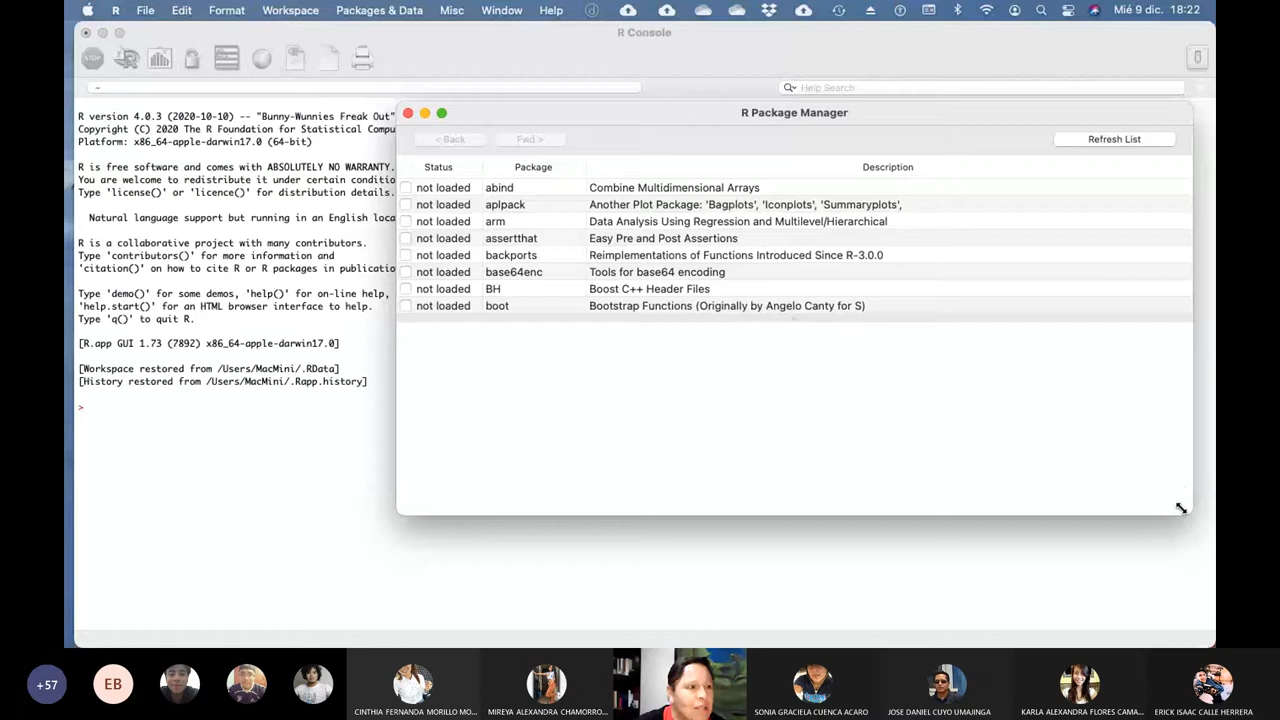 R File Edit Format Workspace Packages & Data Misc Window Help Mié 9 dic. 18:22
R Console
STOP
~
Help Search
R version 4.0.3 (2020-10-10) -- "Bunny-Wunnies Freak Out"
Copyright (C) 2020 The R Foundation for Statistical Compu
Platform: x86_64-apple-darwin17.0 (64-bit)
R is free software and comes with ABSOLUTELY NO WARRANTY.
You are welcome to redistribute it under certain conditio
Type 'license()' or 'licence()' for distribution details.
Natural language support but running in an English loca
R is a collaborative project with many contributors.
Type 'contributors()' for more information and
'citation()' on how to cite R or R packages in publicatio
Type 'demo()' for some demos, 'help()' for on-line help,
'help.start()' for an HTML browser interface to help.
Type 'q()' to quit R.
[R.app GUI 1.73 (7892) x86_64-apple-darwin17.0]
[Workspace restored from /Users/MacMini/.RData]
[History restored from /Users/MacMini/.Rapp.history]
>
R Package Manager
< Back Fwd > Refresh List
Status Package Description
not loaded abind Combine Multidimensional Arrays
not loaded aplpack Another Plot Package: 'Bagplots', 'Iconplots', 'Summaryplots',
not loaded arm Data Analysis Using Regression and Multilevel/Hierarchical
not loaded assertthat Easy Pre and Post Assertions
not loaded backports Reimplementations of Functions Introduced Since R-3.0.0
not loaded base64enc Tools for base64 encoding
not loaded BH Boost C++ Header Files
not loaded boot Bootstrap Functions (Originally by Angelo Canty for S)
+57 EB
CINTHIA FERNANDA MORILLO MO... MIREYA ALEXANDRA CHAMORRO... SONIA GRACIELA CUENCA ACARO JOSE DANIEL CUYO UMAJINGA KARLA ALEXANDRA FLORES CAMA... ERICK ISAAC CALLE HERRERA